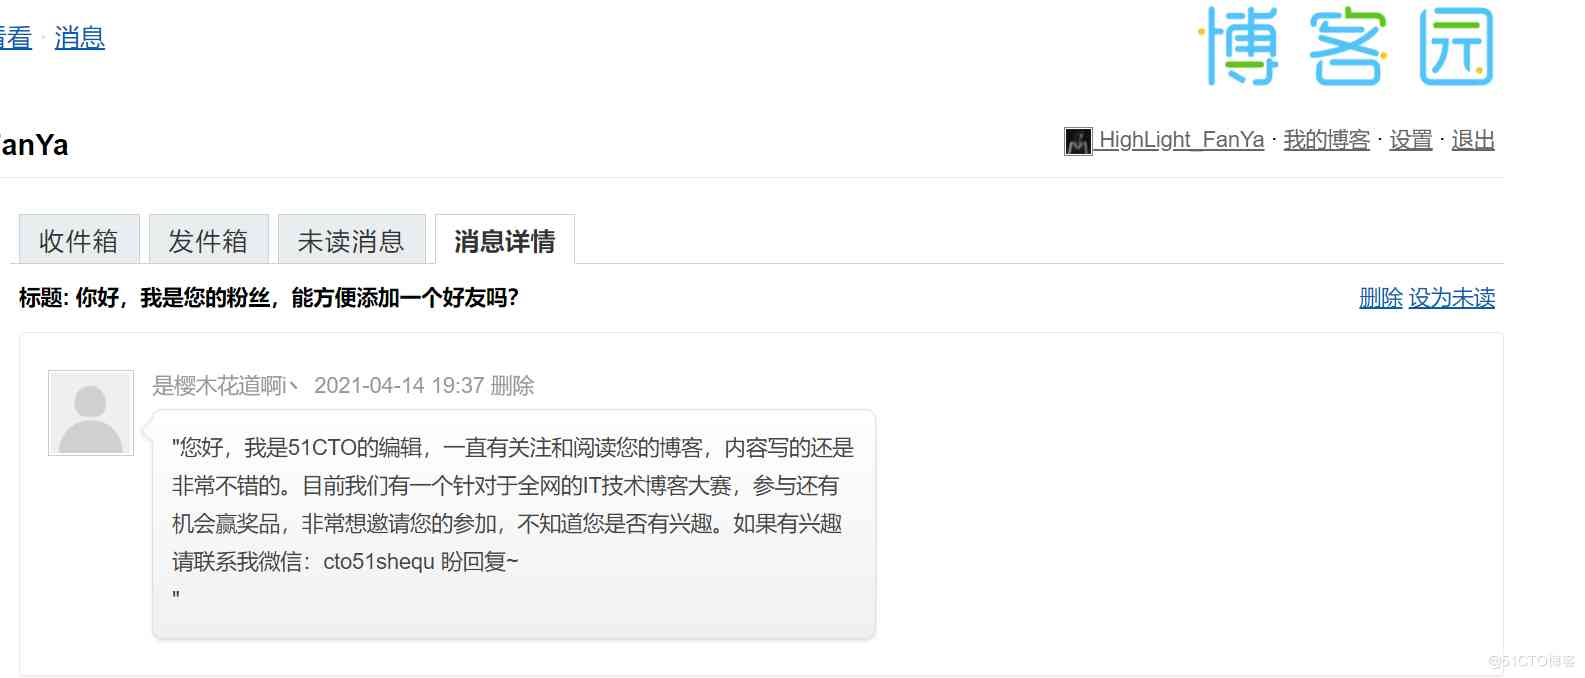 看看 · 消息
博客园
anYa
HighLight_FanYa · 我的博客 · 设置 · 退出
收件箱 发件箱 未读消息 消息详情
标题: 你好，我是您的粉丝，能方便添加一个好友吗？
删除 设为未读
是樱木花道啊i丶 2021-04-14 19:37 删除
"您好，我是51CTO的编辑，一直有关注和阅读您的博客，内容写的还是
非常不错的。目前我们有一个针对于全网的IT技术博客大赛，参与还有
机会赢奖品，非常想邀请您的参加，不知道您是否有兴趣。如果有兴趣
请联系我微信：cto51shequ 盼回复~
"
@51CTO博客